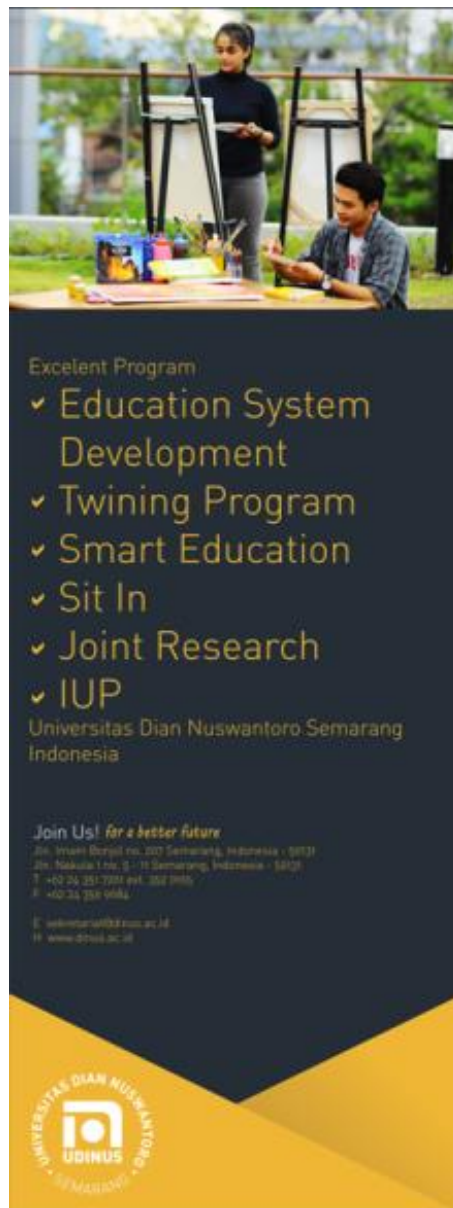 Excelent Program
Education System
Development
Twining Program
Smart Education
Sit In
Joint Research
IUP
Universitas Dian Nuswantoro Semarang
Indonesia
Join Us! for a better future
Jln. Imam Bonjol no. 207 Semarang, Indonesia - 50131
Jln. Nakula 1 no. 5 - 11 Semarang, Indonesia - 50131
T +62 24 351 7261 ext.
F +62 24 356 9684
E sekretariat@dinus.ac.id
H www.dinus.ac.id
UNIVERSITAS DIAN NUSWANTORO
UDINUS
SEMARANG